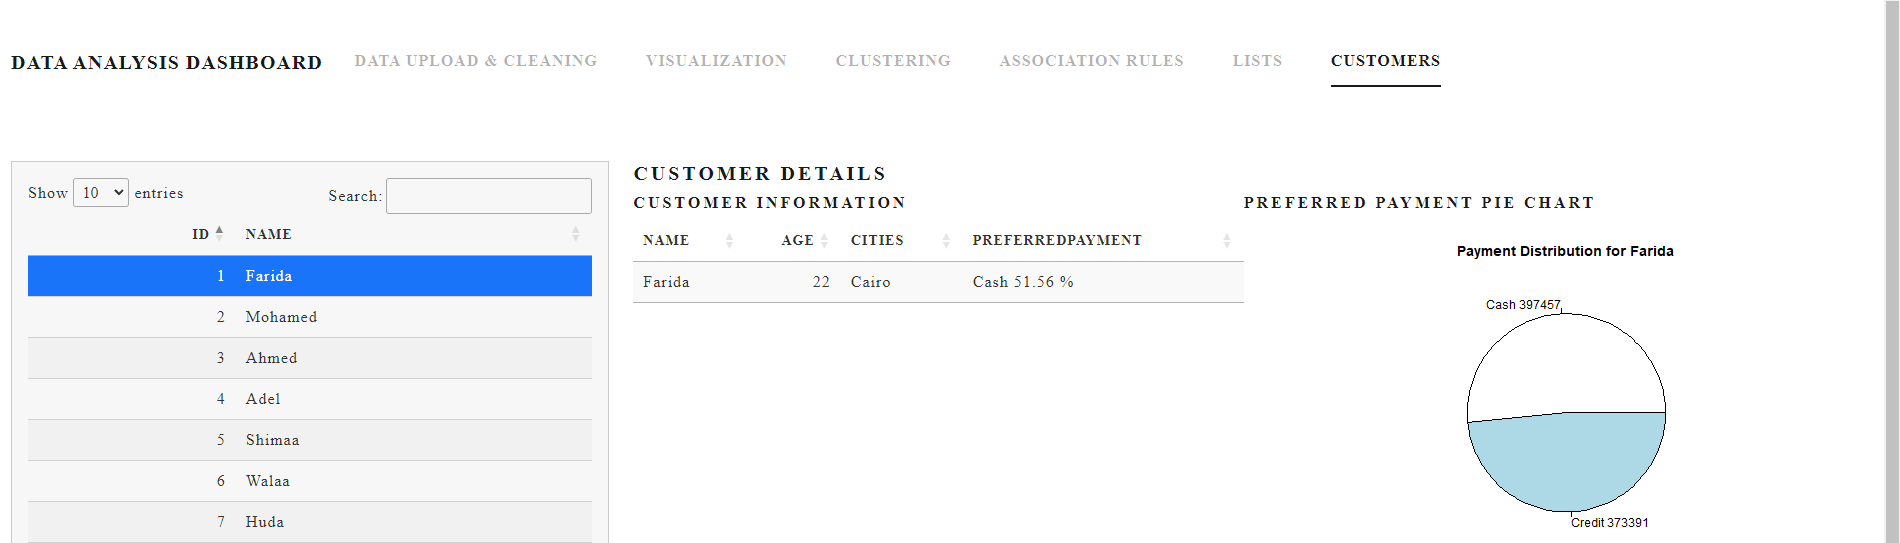 DATA ANALYSIS DASHBOARD DATA UPLOAD & CLEANING VISUALIZATION CLUSTERING ASSOCIATION RULES LISTS CUSTOMERS
Show 10 entries
Search:
ID NAME
1 Farida
2 Mohamed
3 Ahmed
4 Adel
5 Shimaa
6 Walaa
7 Huda
CUSTOMER DETAILS
CUSTOMER INFORMATION
NAME AGE CITIES PREFERREDPAYMENT
Farida 22 Cairo Cash 51.56 %
PREFERRED PAYMENT PIE CHART
Payment Distribution for Farida
Cash 397457
Credit 373391